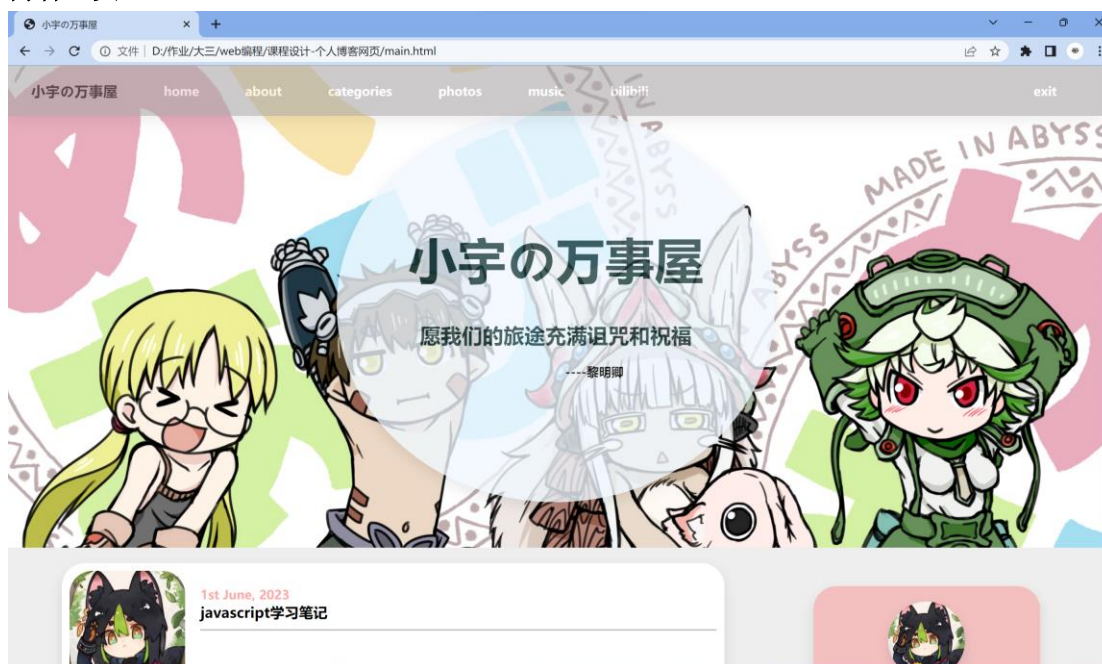 小宇の万事屋
文件 D:/作业/大三/web编程/课程设计-个人博客网页/main.html
小宇の万事屋 home about categories photos music bilibili exit
MADE IN ABYSS
IN ABYSS
ABYSS
小宇の万事屋
愿我们的旅途充满诅咒和祝福
----黎明卿
1st June, 2023
javascript学习笔记